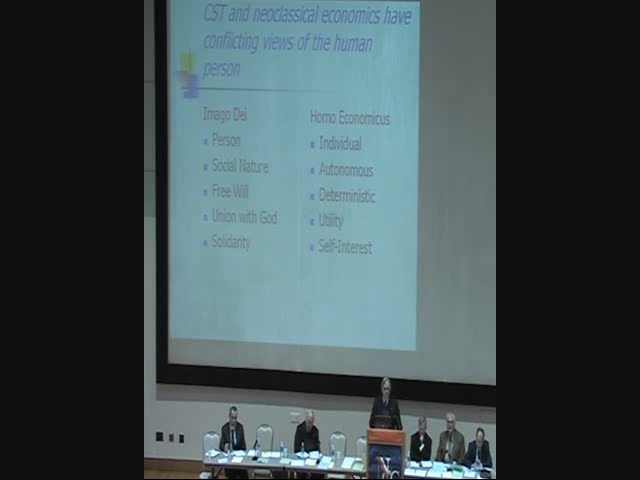 CST and neoclassical economics have
conflicting views of the human
person
Imago Dei
Person
Social Nature
Free Will
Union with God
Solidarity
Homo Economicus
Individual
Autonomous
Deterministic
Utility
Self-Interest